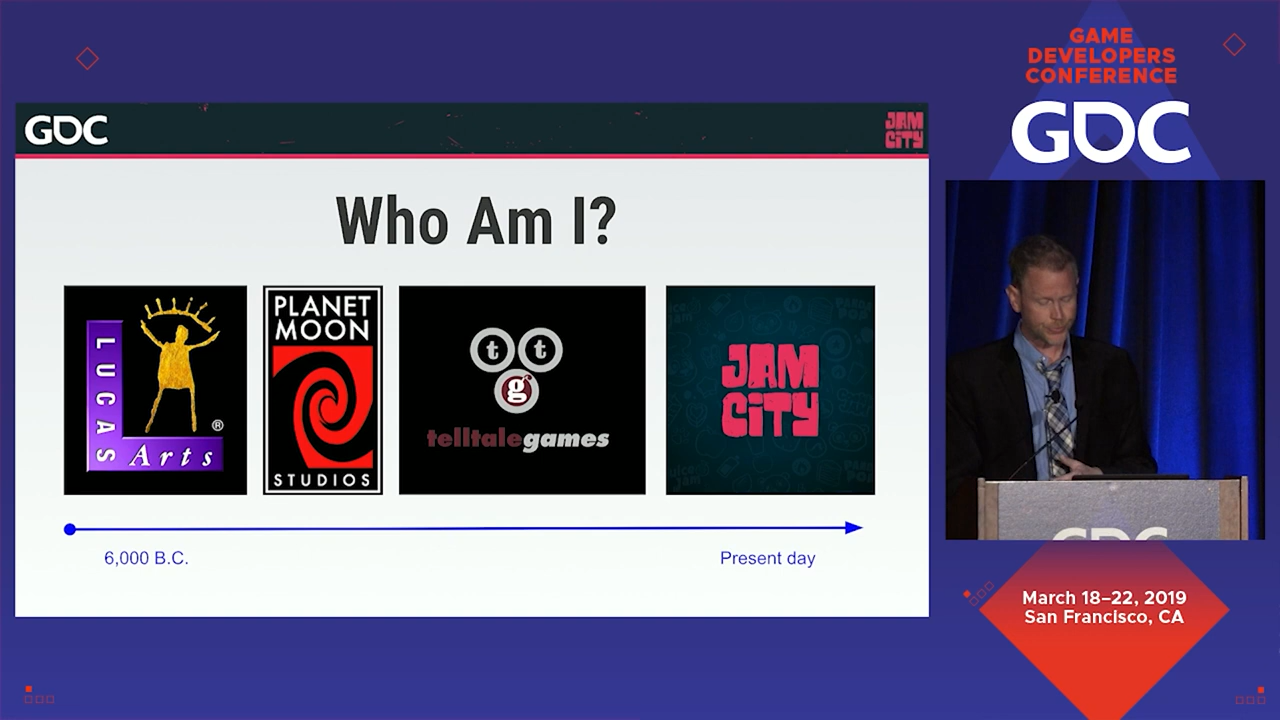 GAME
DEVELOPERS
CONFERENCE
GDC
GDC
JAM
CITY
Who Am I?
LUCAS
Arts
®
PLANET
MOON
STUDIOS
t t
g
telltalegames
JAM
CITY
6,000 B.C.
Present day
GDC
March 18–22, 2019
San Francisco, CA